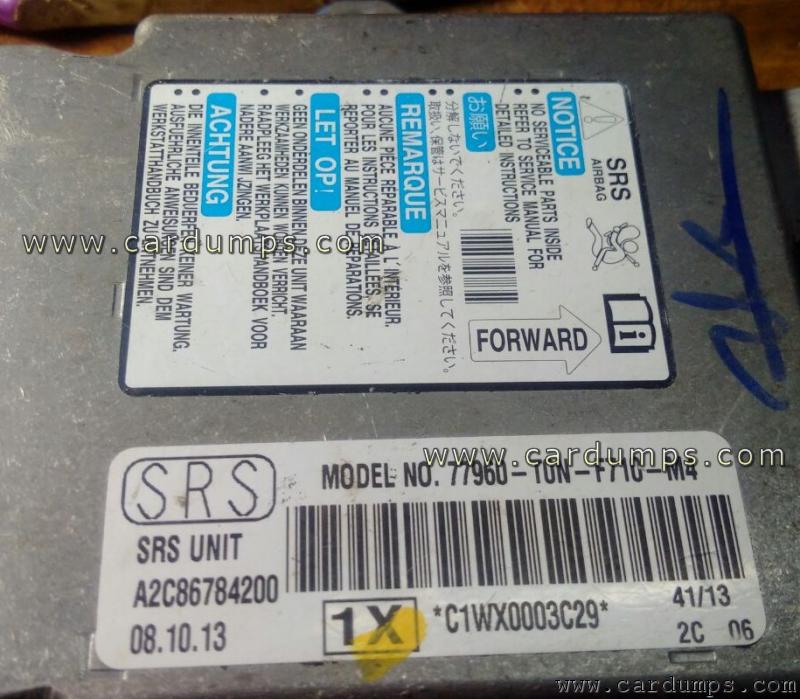 SRS
AIRBAG
NOTICE
• NO SERVICEABLE PARTS INSIDE
• REFER TO SERVICE MANUAL FOR
DETAILED INSTRUCTIONS
お願い
• 分解しないでください。
• 取扱い、保管はサービスマニュアルを参照してください。
REMARQUE
• AUCUNE PIECE REPARABLE À L'INTERIEUR.
• POUR LES INSTRUCTIONS DETAILLEES SE
REPORTER AU MANUEL DE REPARATIONS.
LET OP!
• GEEN ONDERDELEN BINNEN DEZE UNIT WAARAAN
WERKZAAMHEDEN KUNNEN WORDEN VERRICHT.
• RAADPLEEG HET WERKPLAATSHANDBOEK VOOR
NADERE AANWIJZINGEN.
ACHTUNG
• DIE INNENTEILE BEDUERFEN KEINER WARTUNG.
• AUSFUEHRLICHE ANWEISUNGEN SIND DEM
WERKSTATTHANDBUCH ZU ENTNEHMEN.
i
FORWARD
www.cardumps.com
www.cardumps.com
SRS
MODEL NO. 77960-T0N-F710-M4
SRS UNIT
A2C86784200
08.10.13
1X
*C1WX0003C29*
41/13
2C 06
www.cardumps.com